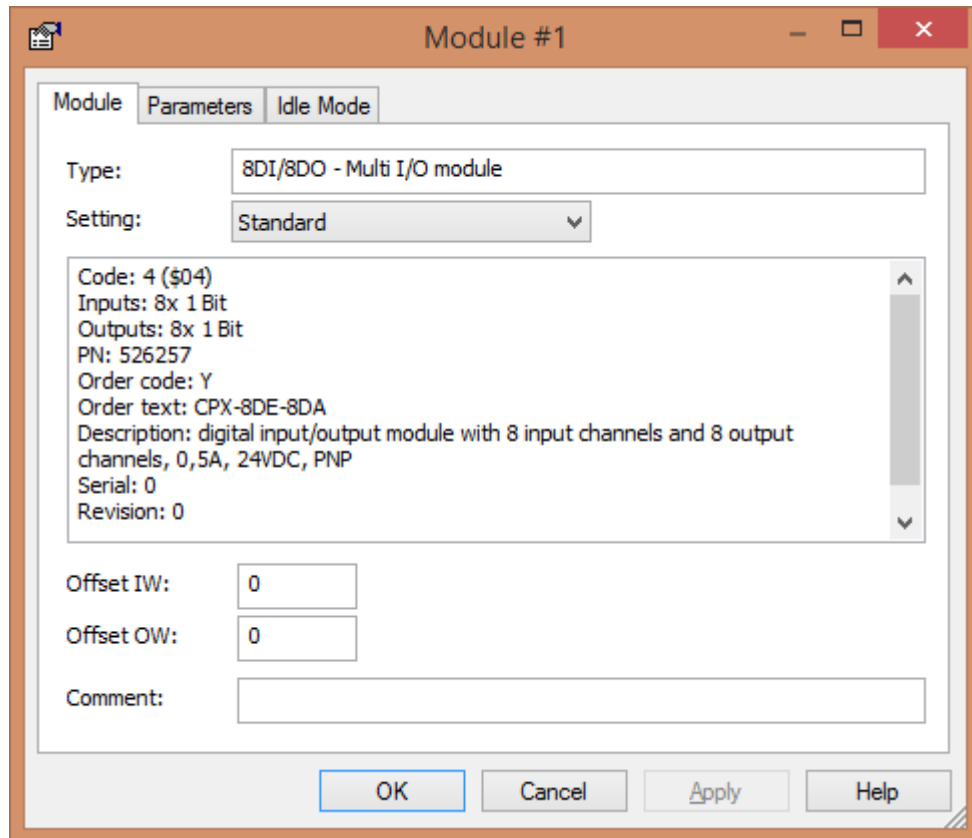 Module #1
Module
Parameters
Idle Mode
Type:
8DI/8DO - Multi I/O module
Setting:
Standard
Code: 4 ($04)
Inputs: 8x 1 Bit
Outputs: 8x 1 Bit
PN: 526257
Order code: Y
Order text: CPX-8DE-8DA
Description: digital input/output module with 8 input channels and 8 output
channels, 0,5A, 24VDC, PNP
Serial: 0
Revision: 0
Offset IW:
0
Offset OW:
0
Comment:
OK
Cancel
Apply
Help